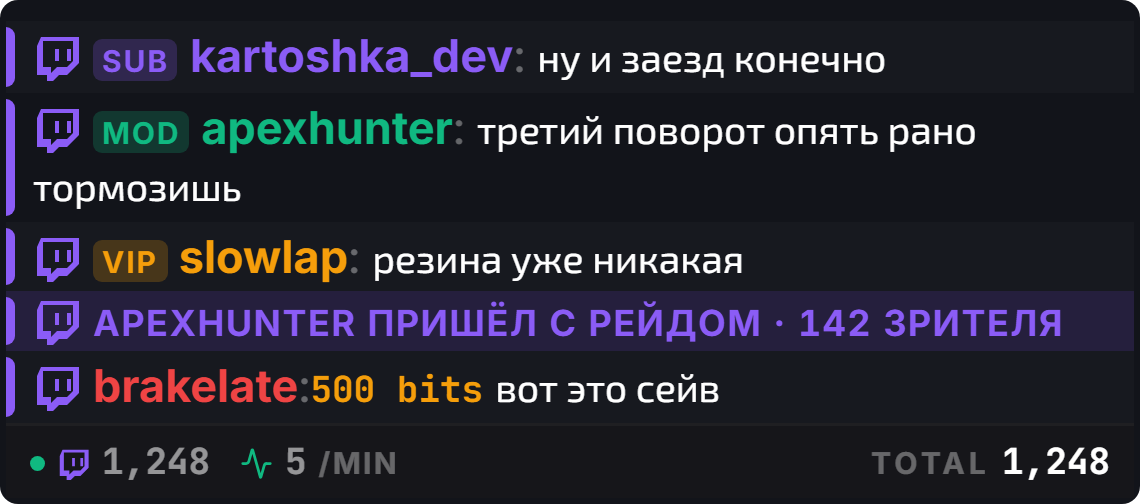 SUB kartoshka_dev: ну и заезд конечно
MOD apexhunter: третий поворот опять рано
тормозишь
VIP slowlap: резина уже никакая
APEXHUNTER ПРИШЁЛ С РЕЙДОМ · 142 ЗРИТЕЛЯ
brakelate:500 bits вот это сейв
1,248 5 /MIN TOTAL 1,248